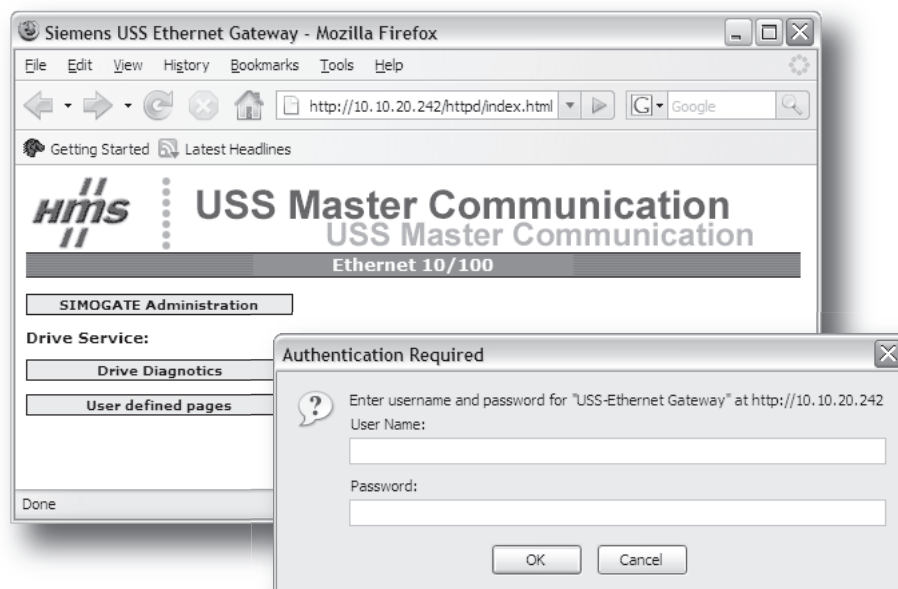 Siemens USS Ethernet Gateway - Mozilla Firefox
File Edit View History Bookmarks Tools Help
http://10.10.20.242/httpd/index.html G Google
Getting Started Latest Headlines
HMS USS Master Communication
USS Master Communication
Ethernet 10/100
SIMOGATE Administration
Drive Service:
Drive Diagnotics
User defined pages
Done
Authentication Required
Enter username and password for "USS-Ethernet Gateway" at http://10.10.20.242
User Name:
Password:
OK Cancel